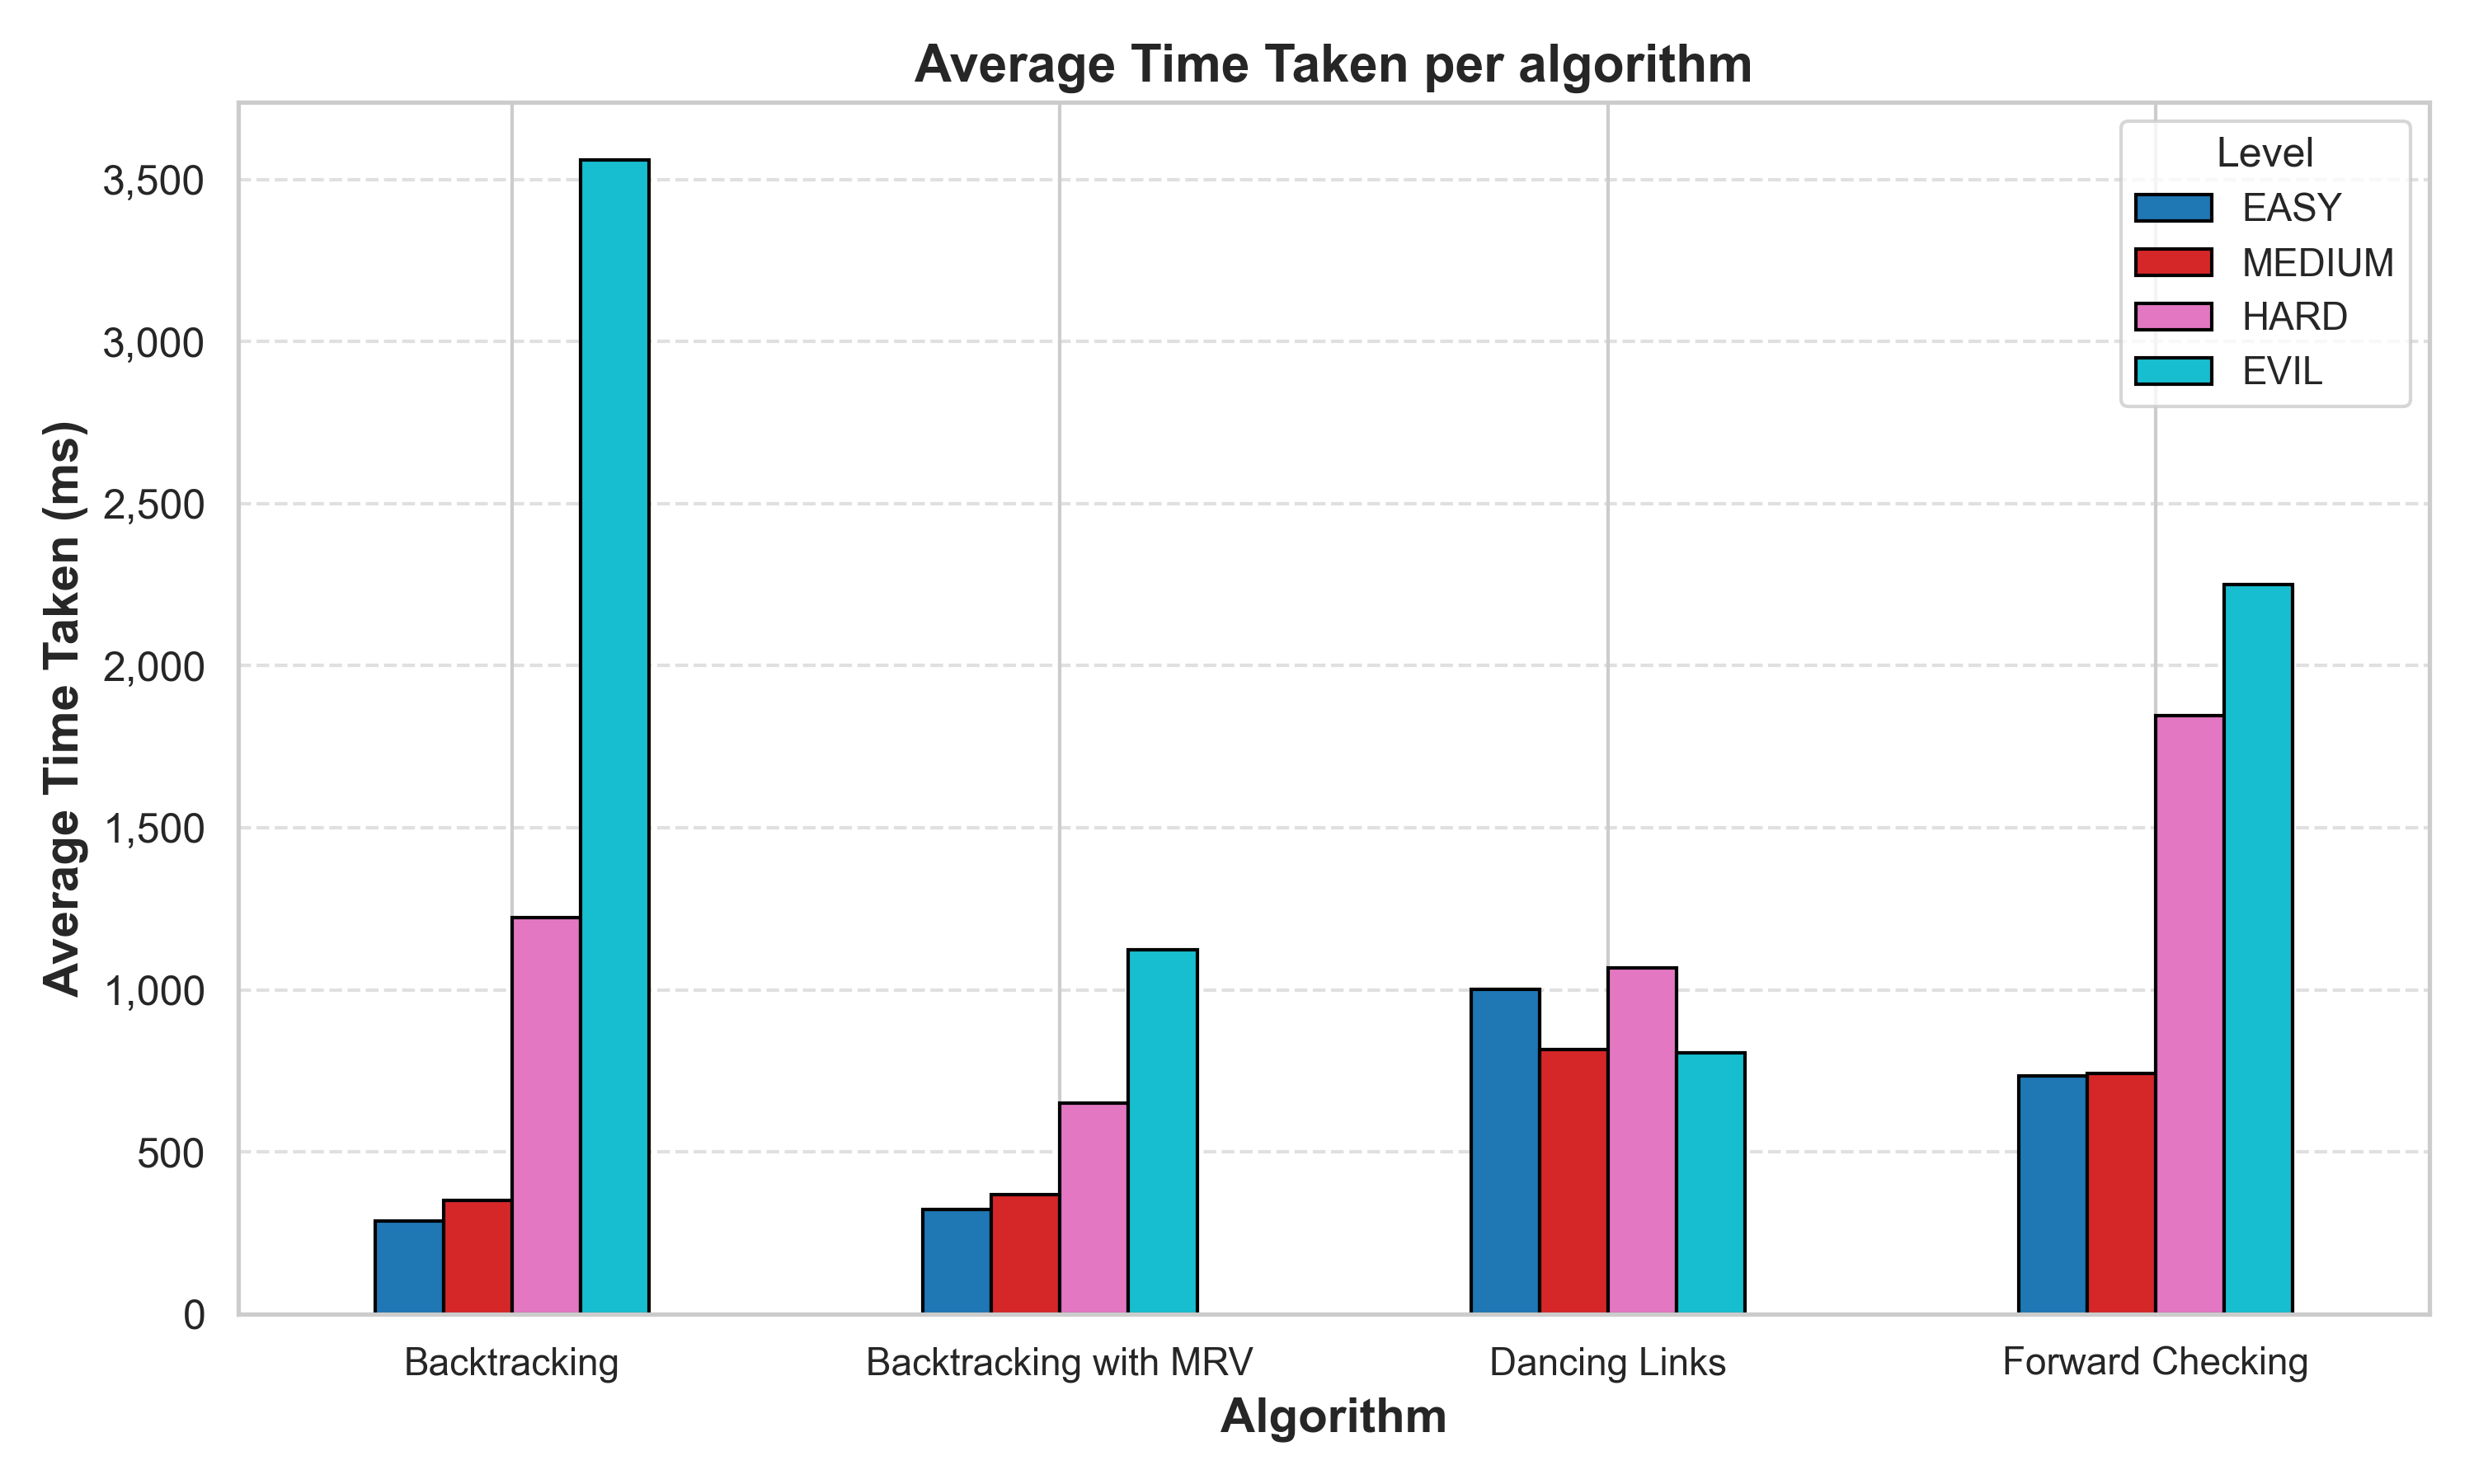 Average Time Taken per algorithm
Average Time Taken (ms)
3,500
3,000
2,500
2,000
1,500
1,000
500
0
Level
EASY
MEDIUM
HARD
EVIL
Backtracking
Backtracking with MRV
Dancing Links
Forward Checking
Algorithm